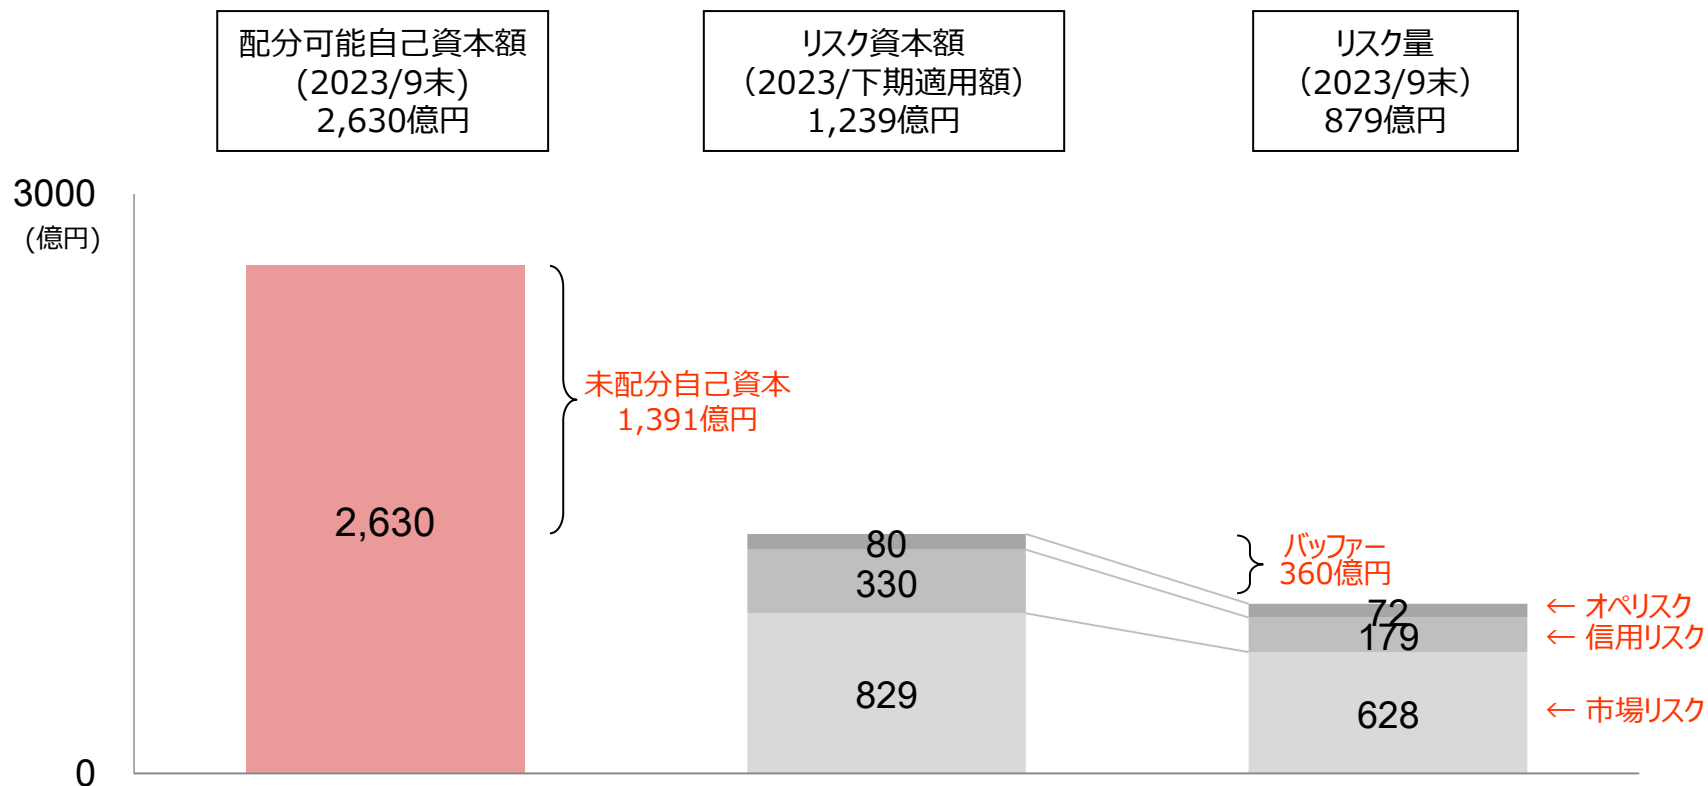 配分可能自己資本額
(2023/9末)
2,630億円
リスク資本額
（2023/下期適用額）
1,239億円
リスク量
（2023/9末）
879億円
3000
(億円)
未配分自己資本
1,391億円
2,630
80
330
829
バッファー
360億円
72
179
628
← オペリスク
← 信用リスク
← 市場リスク
0